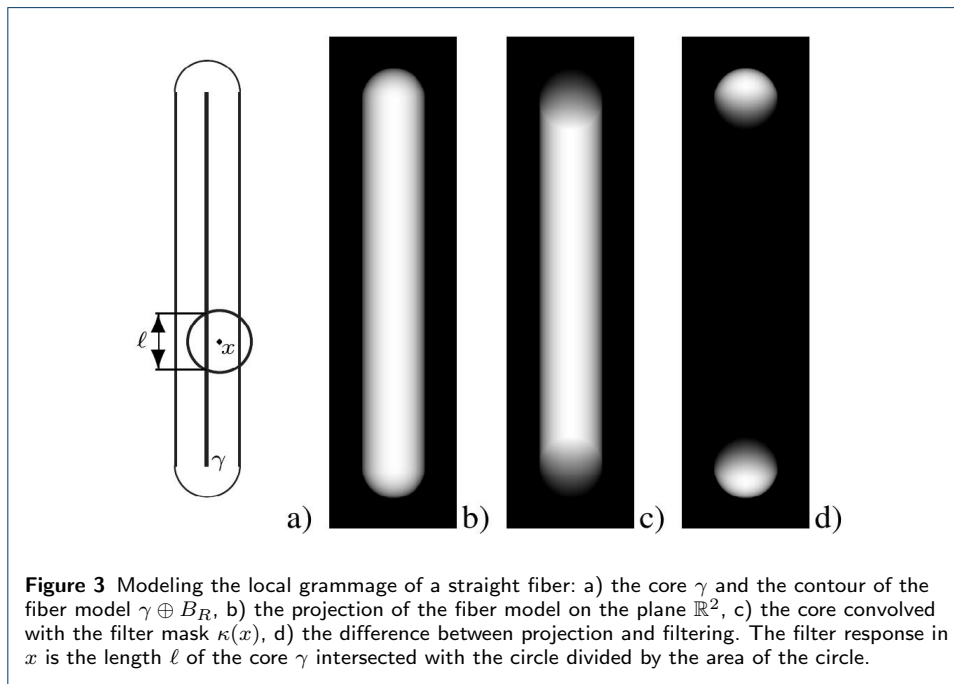 ℓ
x
γ
a) b) c) d)
Figure 3 Modeling the local grammage of a straight fiber: a) the core γ and the contour of the
fiber model γ ⊕ B_R, b) the projection of the fiber model on the plane ℝ², c) the core convolved
with the filter mask κ(x), d) the difference between projection and filtering. The filter response in
x is the length ℓ of the core γ intersected with the circle divided by the area of the circle.